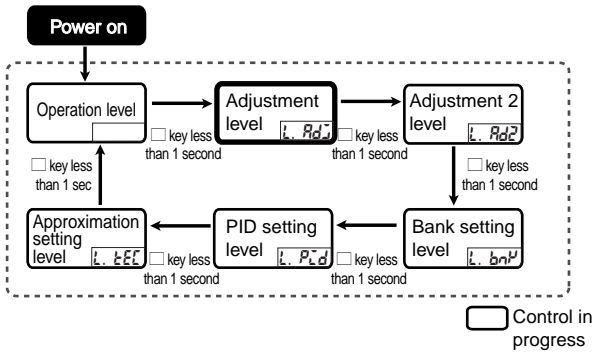 Power on
Operation level
Adjustment
level
L. Adj
Adjustment 2
level
L. Ad2
□ key less
than 1 second
□ key less
than 1 second
□ key less
than 1 sec
□ key less
than 1 second
Approximation
setting
level
L. tEC
PID setting
level
L. Pid
Bank setting
level
L. bnk
□ key less
than 1 second
□ key less
than 1 second
Control in
progress